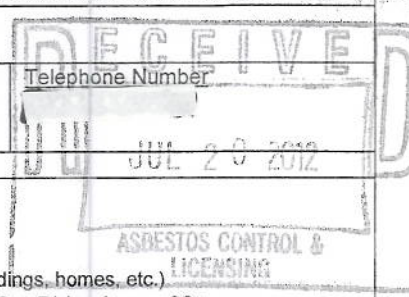 RECEIVED
Telephone Number
JUL 20 2012
ASBESTOS CONTROL &
LICENSING
dings, homes, etc.)